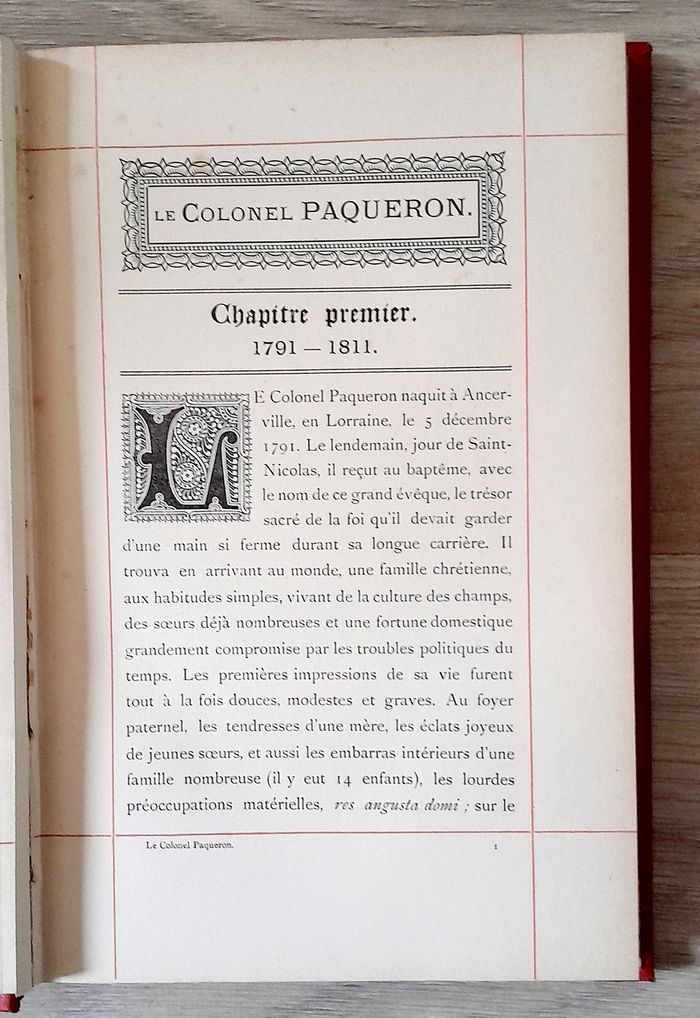 LE COLONEL PAQUERON.
Chapitre premier.
1791 — 1811.
LE Colonel Paqueron naquit à Ancer-
ville, en Lorraine, le 5 décembre
1791. Le lendemain, jour de Saint-
Nicolas, il reçut au baptême, avec
le nom de ce grand évêque, le trésor
sacré de la foi qu'il devait garder
d'une main si ferme durant sa longue carrière. Il
trouva en arrivant au monde, une famille chrétienne,
aux habitudes simples, vivant de la culture des champs,
des sœurs déjà nombreuses et une fortune domestique
grandement compromise par les troubles politiques du
temps. Les premières impressions de sa vie furent
tout à la fois douces, modestes et graves. Au foyer
paternel, les tendresses d'une mère, les éclats joyeux
de jeunes sœurs, et aussi les embarras intérieurs d'une
famille nombreuse (il y eut 14 enfants), les lourdes
préoccupations matérielles, res angusta domi ; sur le
Le Colonel Paqueron. 1